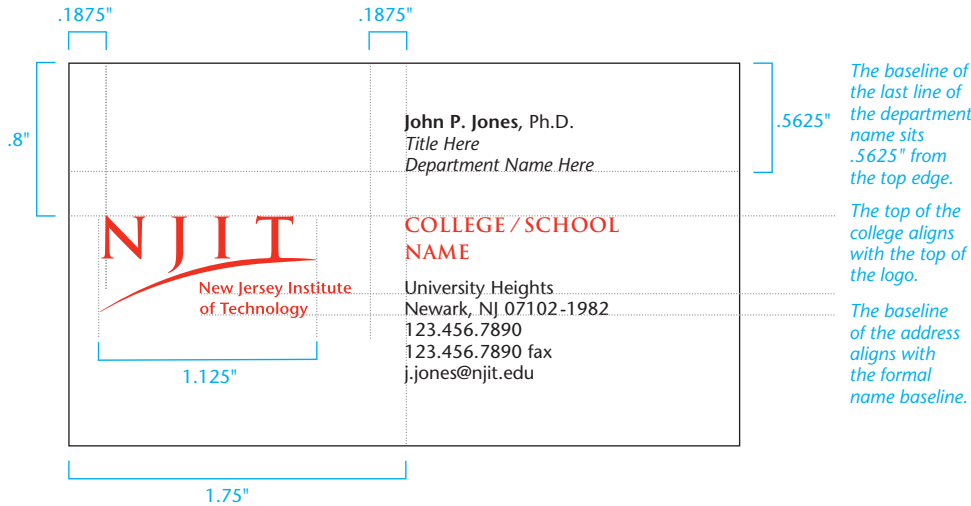 .1875"
.1875"
.8"
John P. Jones, Ph.D.
Title Here
Department Name Here
.5625"
The baseline of
the last line of
the department
name sits
.5625" from
the top edge.
NJIT
New Jersey Institute
of Technology
COLLEGE/SCHOOL
NAME
The top of the
college aligns
with the top of
the logo.
University Heights
Newark, NJ 07102-1982
123.456.7890
123.456.7890 fax
j.jones@njit.edu
The baseline
of the address
aligns with
the formal
name baseline.
1.125"
1.75"